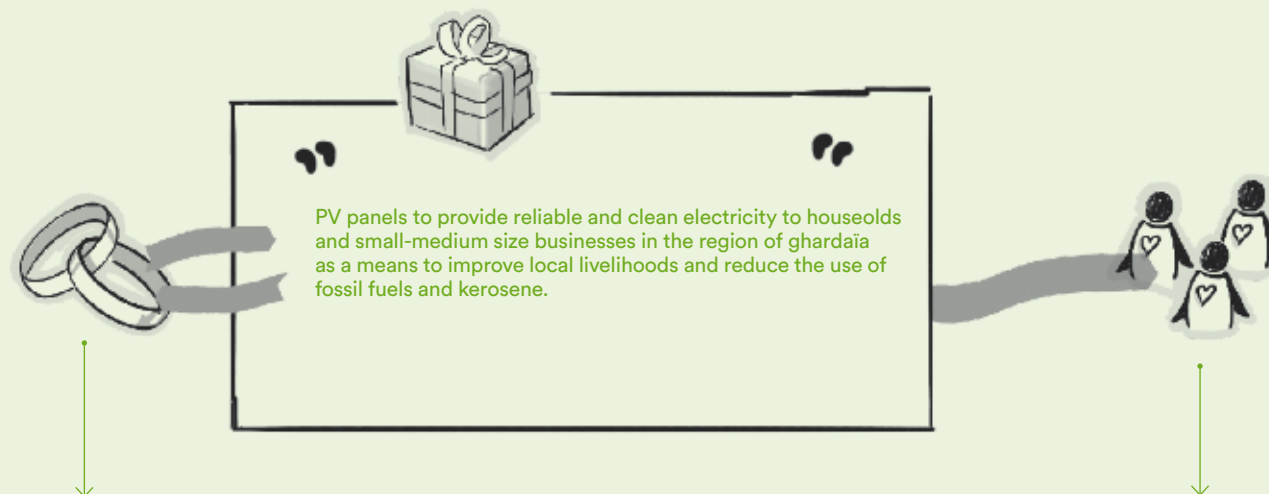 PV panels to provide reliable and clean electricity to houseolds
and small-medium size businesses in the region of ghardaïa
as a means to improve local livelihoods and reduce the use of
fossil fuels and kerosene.